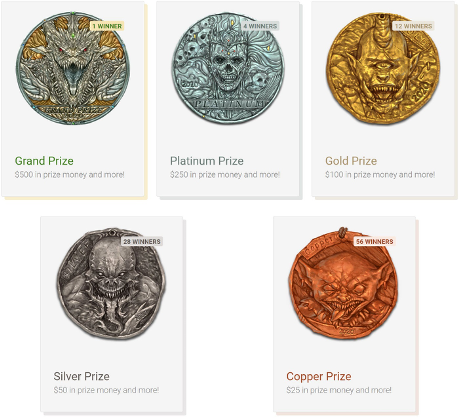 1 WINNER
Grand Prize
$500 in prize money and more!
4 WINNERS
PLATINUM
Platinum Prize
$250 in prize money and more!
12 WINNERS
Gold Prize
$100 in prize money and more!
28 WINNERS
Silver Prize
$50 in prize money and more!
56 WINNERS
Copper Prize
$25 in prize money and more!